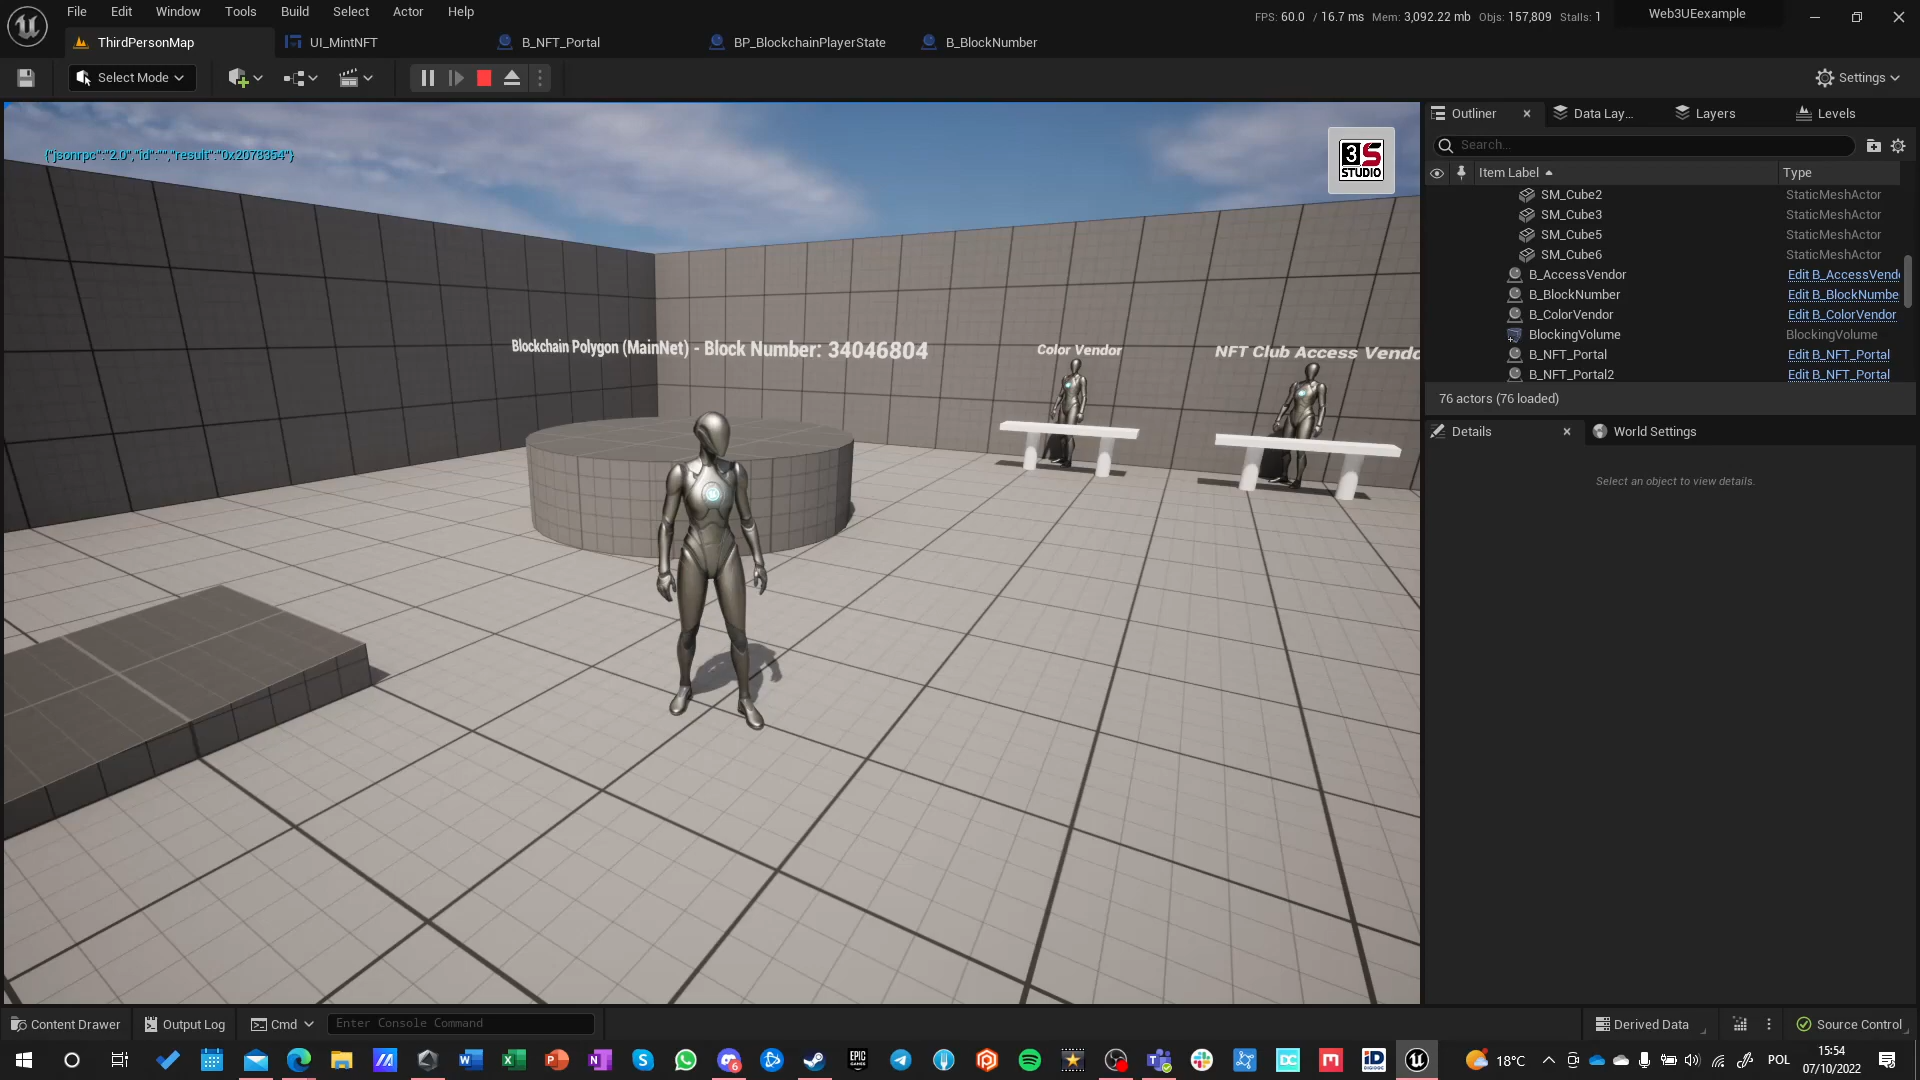 File Edit Window Tools Build Select Actor Help
FPS: 60.0 / 16.7 ms Mem: 3,092.22 mb Objs: 157,809 Stalls: 1
Web3UEexample
ThirdPersonMap
UI_MintNFT
B_NFT_Portal
BP_BlockchainPlayerState
B_BlockNumber
Select Mode
Settings
{"jsonrpc":"2.0","id":"","result":"0x2078354"}
3S
STUDIO
Blockchain Polygon (MainNet) - Block Number: 34046804
Color Vendor
NFT Club Access Vendo
Outliner
Data Lay...
Layers
Levels
Search...
Item Label
Type
SM_Cube2 StaticMeshActor
SM_Cube3 StaticMeshActor
SM_Cube5 StaticMeshActor
SM_Cube6 StaticMeshActor
B_AccessVendor Edit B_AccessVend
B_BlockNumber Edit B_BlockNumbe
B_ColorVendor Edit B_ColorVendor
BlockingVolume BlockingVolume
B_NFT_Portal Edit B_NFT_Portal
B_NFT_Portal2 Edit B_NFT_Portal
76 actors (76 loaded)
Details
World Settings
Select an object to view details.
Content Drawer
Output Log
Cmd
Enter Console Command
Derived Data
Source Control
18°C
POL
15:54
07/10/2022